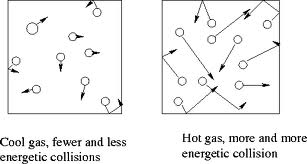 Cool gas, fewer and less
energetic collisions
Hot gas, more and more
energetic collision